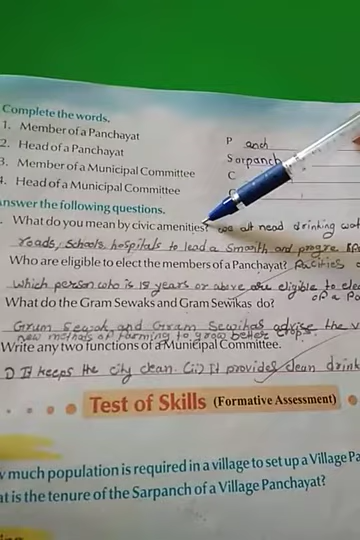 Complete the words.
1. Member of a Panchayat P anch
2. Head of a Panchayat S arpanch
3. Member of a Municipal Committee C
4. Head of a Municipal Committee
Answer the following questions.
What do you mean by civic amenities? we all nead drinking wat
roads, schools, hospitals to lead a smooth and progre
Who are eligible to elect the members of a Panchayat?
which person who is 18 years or above are eligible to elec
of a Pa
What do the Gram Sewaks and Gram Sewikas do?
Gram Sewak and Gram Sewikas advise the v
new methods of farming to grow better crops.
Write any two functions of a Municipal Committee.
I) It keeps the city clean. (ii) It provides clean drink
Test of Skills (Formative Assessment)
w much population is required in a village to set up a Village Pa
at is the tenure of the Sarpanch of a Village Panchayat?